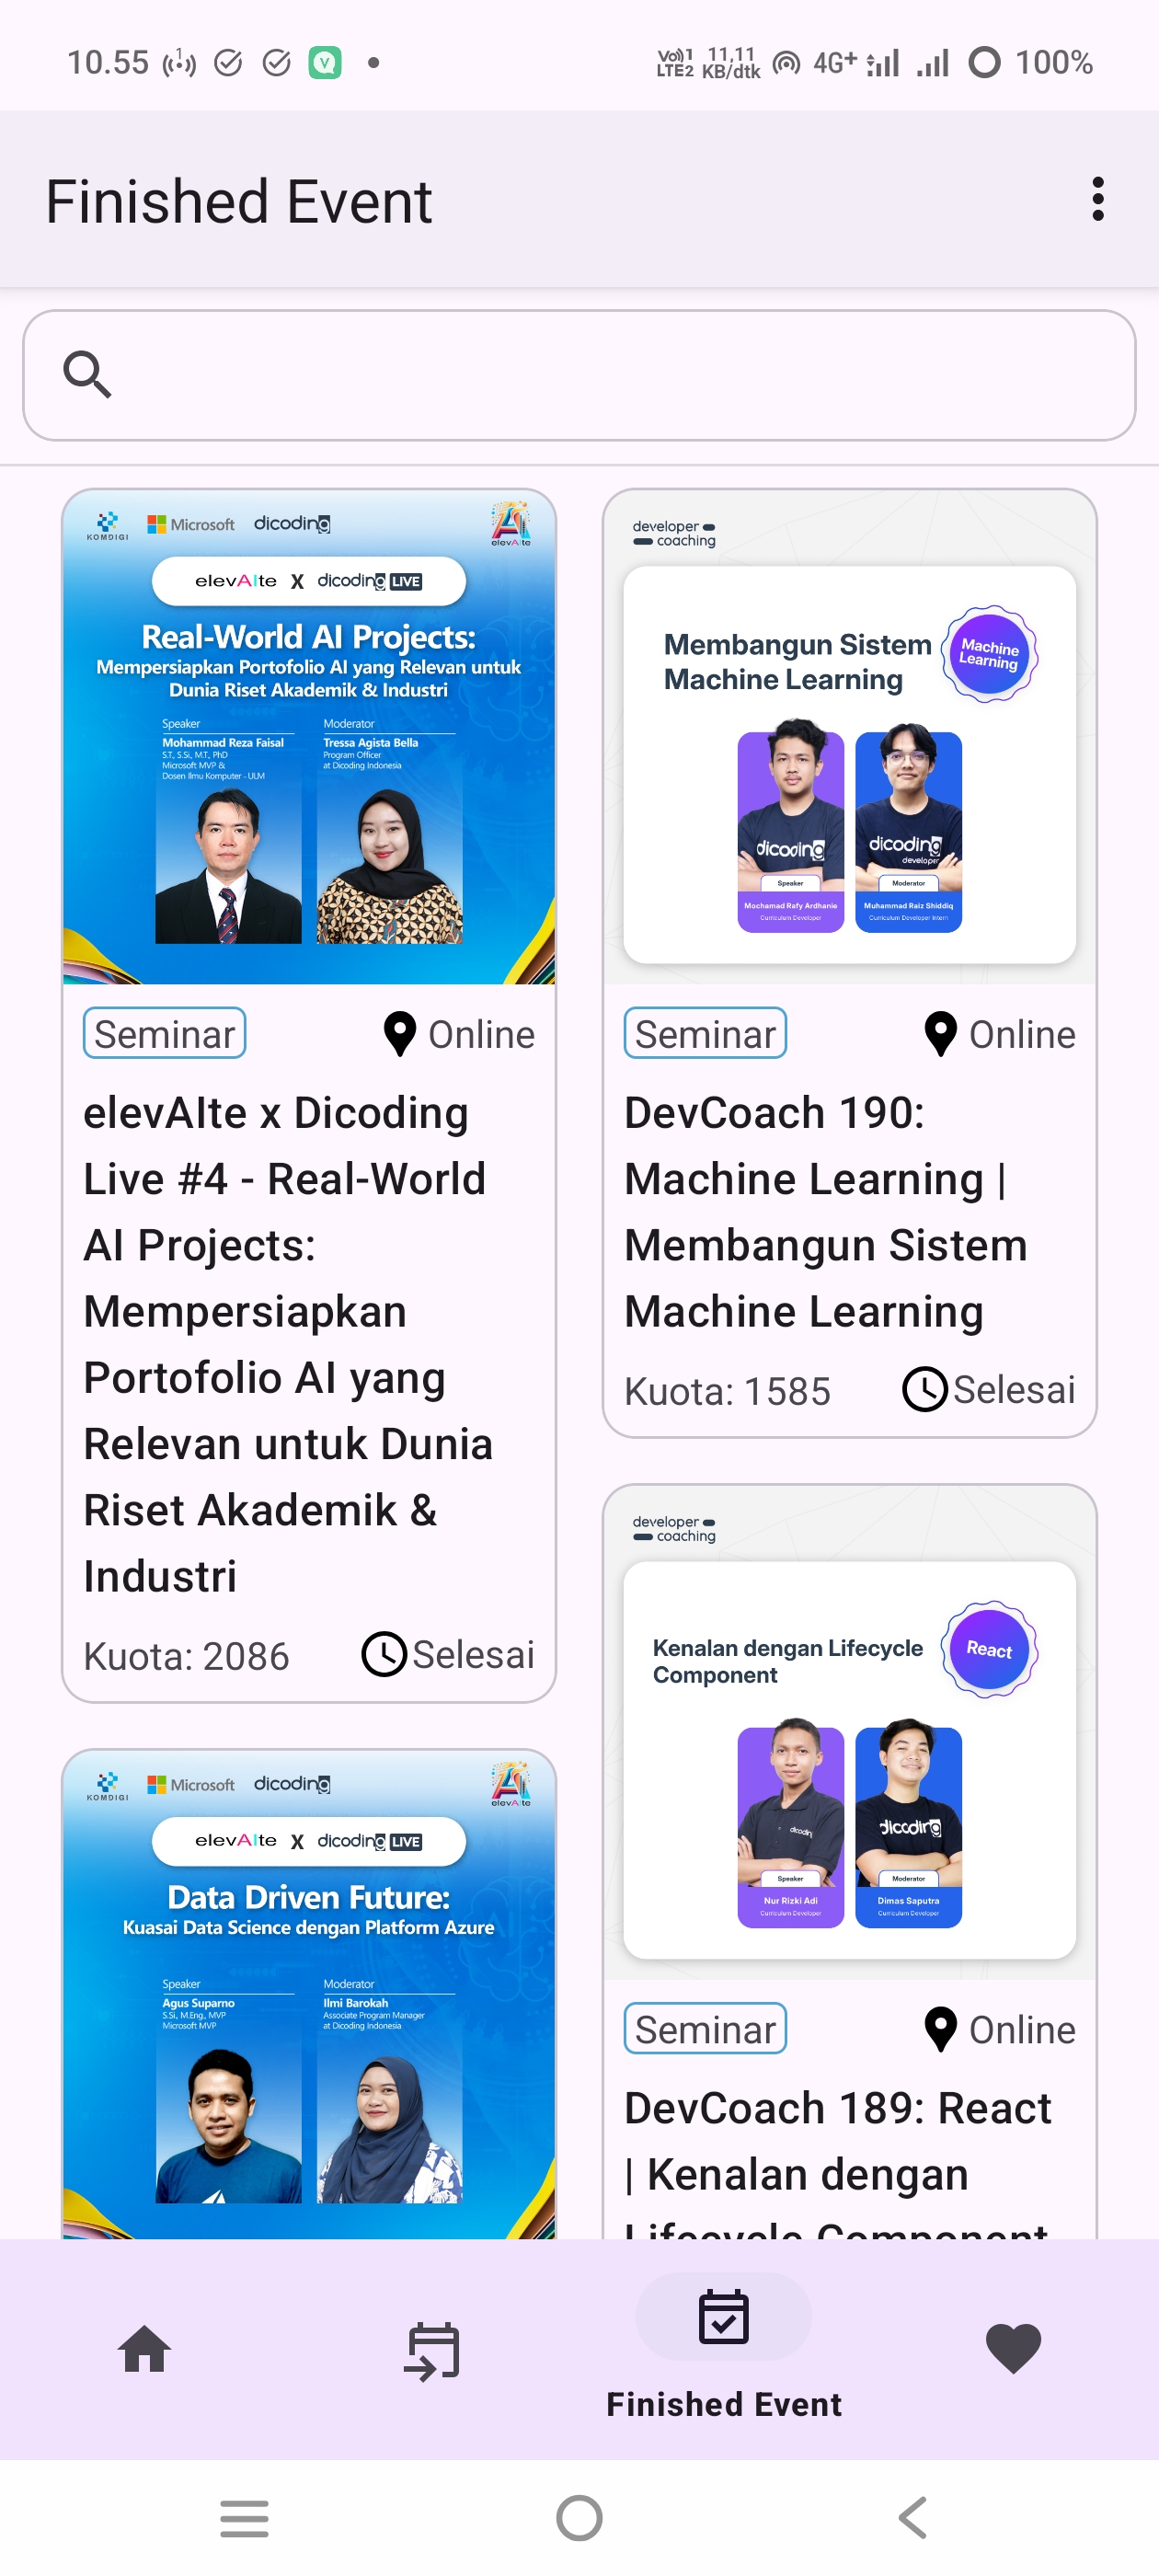 10.55
Vo)) 1
LTE2
11,11
KB/dtk
4G+
100%
Finished Event
KOMDIGI
Microsoft
dicoding
elevAIte
elevAIte X dicoding LIVE
Real-World AI Projects:
Mempersiapkan Portofolio AI yang Relevan untuk
Dunia Riset Akademik & Industri
Speaker
Mohammad Reza Faisal
S.T., S.Si., M.T., PhD
Microsoft MVP &
Dosen Ilmu Komputer - ULM
Moderator
Tressa Agista Bella
Program Officer
at Dicoding Indonesia
Seminar
Online
elevAIte x Dicoding
Live #4 - Real-World
AI Projects:
Mempersiapkan
Portofolio AI yang
Relevan untuk Dunia
Riset Akademik &
Industri
Kuota: 2086
Selesai
developer
coaching
Membangun Sistem
Machine Learning
Machine
Learning
dicoding
dicoding
developer
Speaker
Mochamad Rafy Ardhanie
Curriculum Developer
Moderator
Muhammad Raiz Shiddiq
Curriculum Developer Intern
Seminar
Online
DevCoach 190:
Machine Learning |
Membangun Sistem
Machine Learning
Kuota: 1585
Selesai
KOMDIGI
Microsoft
dicoding
elevAIte
elevAIte X dicoding LIVE
Data Driven Future:
Kuasai Data Science dengan Platform Azure
Speaker
Agus Suparno
S.Si, M.Eng., MVP
Microsoft MVP
Moderator
Ilmi Barokah
Associate Program Manager
at Dicoding Indonesia
developer
coaching
Kenalan dengan Lifecycle
Component
React
dicoding
dicoding
Speaker
Nur Rizki Adi
Curriculum Developer
Moderator
Dimas Saputra
Curriculum Developer
Seminar
Online
DevCoach 189: React
| Kenalan dengan
Lifecycle Component
Finished Event